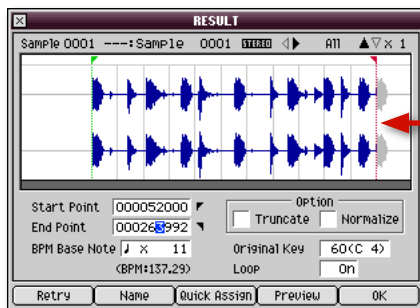 RESULT
Sample 0001 ---:Sample 0001 STEREO All x 1
Start Point 000052000
End Point 000263992
BPM Base Note ♩ x 11
(BPM:137.29)
Option
Truncate Normalize
Original Key 60(C 4)
Loop On
Retry Name Quick Assign Preview OK